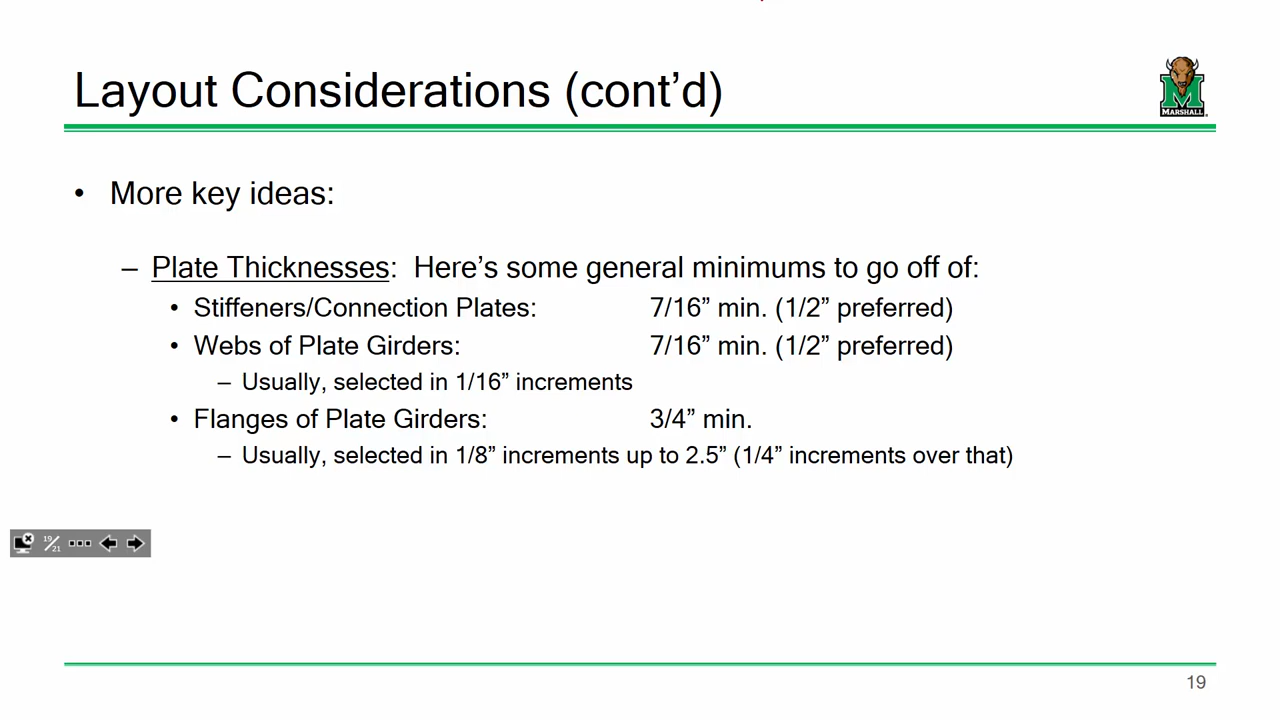 Layout Considerations (cont’d)
MARSHALL
• More key ideas:
– Plate Thicknesses: Here’s some general minimums to go off of:
• Stiffeners/Connection Plates: 7/16” min. (1/2” preferred)
• Webs of Plate Girders: 7/16” min. (1/2” preferred)
– Usually, selected in 1/16” increments
• Flanges of Plate Girders: 3/4” min.
– Usually, selected in 1/8” increments up to 2.5” (1/4” increments over that)
19/21
19